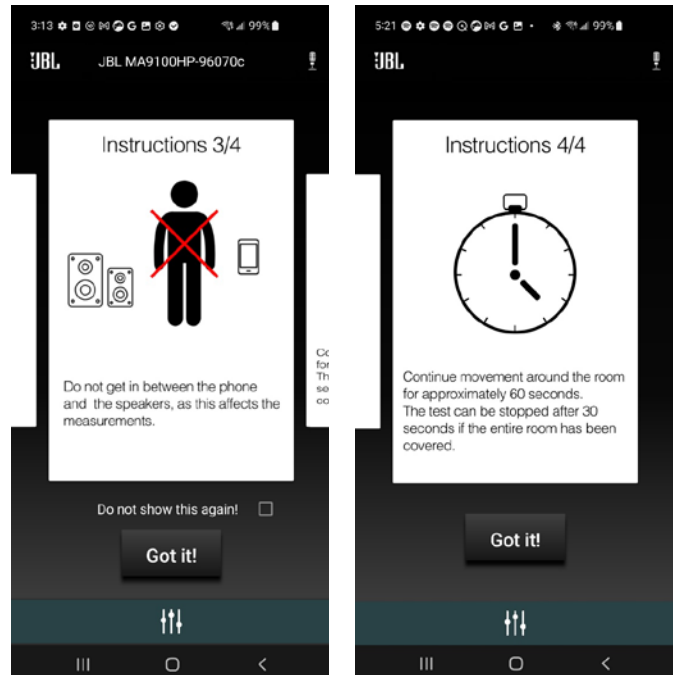 3:13 99%
JBL JBL MA9100HP-96070c
Instructions 3/4
Do not get in between the phone
and the speakers, as this affects the
measurements.
Do not show this again!
Got it!
5:21 99%
JBL
Instructions 4/4
Continue movement around the room
for approximately 60 seconds.
The test can be stopped after 30
seconds if the entire room has been
covered.
Got it!